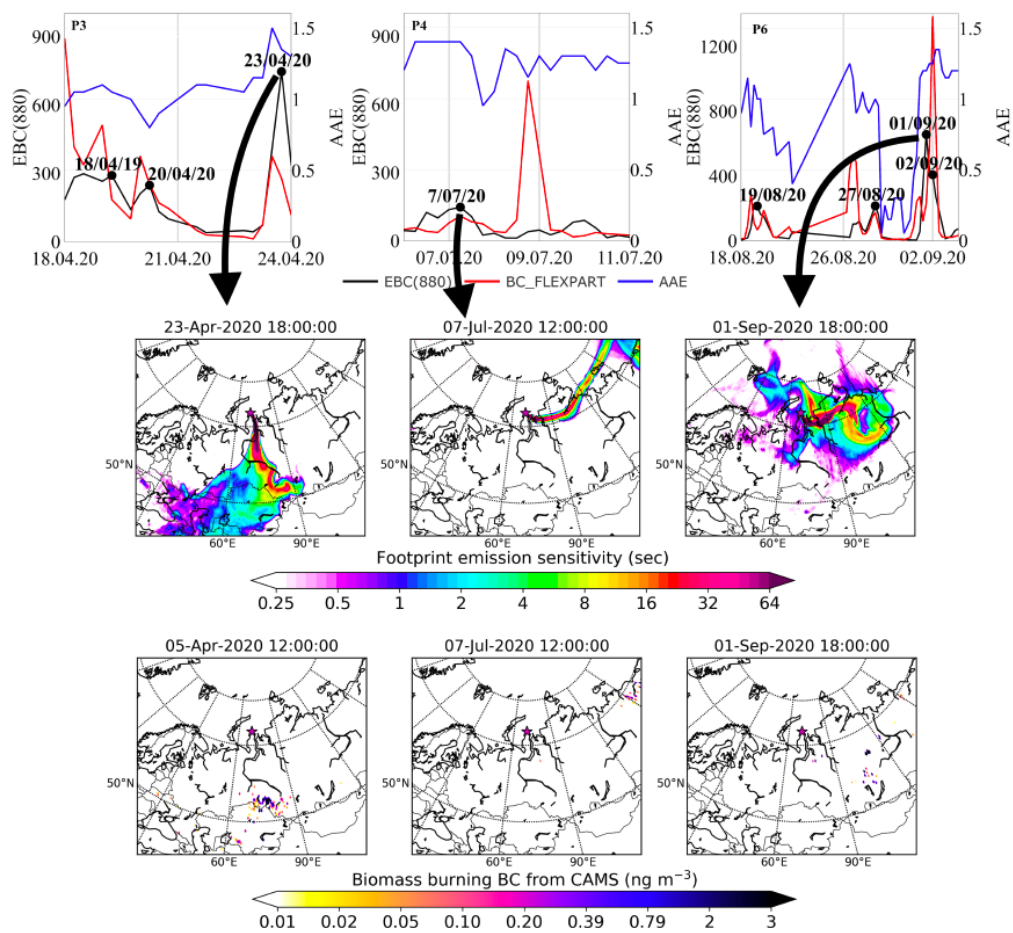 P3
900
600
300
0
EBC(880)
1.5
1
0.5
0
AAE
23/04/20
18/04/19
20/04/20
18.04.20
21.04.20
24.04.20
P4
900
600
300
0
EBC(880)
1.5
1
0.5
0
AAE
7/07/20
07.07.20
09.07.20
11.07.20
P6
1200
800
400
0
EBC(880)
1.5
1
0.5
0
AAE
01/09/20
02/09/20
19/08/20
27/08/20
18.08.20
26.08.20
02.09.20
EBC(880) BC_FLEXPART AAE
23-Apr-2020 18:00:00
07-Jul-2020 12:00:00
01-Sep-2020 18:00:00
50°N
60°E
90°E
50°N
60°E
90°E
50°N
60°E
90°E
Footprint emission sensitivity (sec)
0.25 0.5 1 2 4 8 16 32 64
05-Apr-2020 12:00:00
07-Jul-2020 12:00:00
01-Sep-2020 18:00:00
50°N
60°E
90°E
50°N
60°E
90°E
50°N
60°E
90°E
Biomass burning BC from CAMS (ng m⁻³)
0.01 0.02 0.05 0.10 0.20 0.39 0.79 2 3